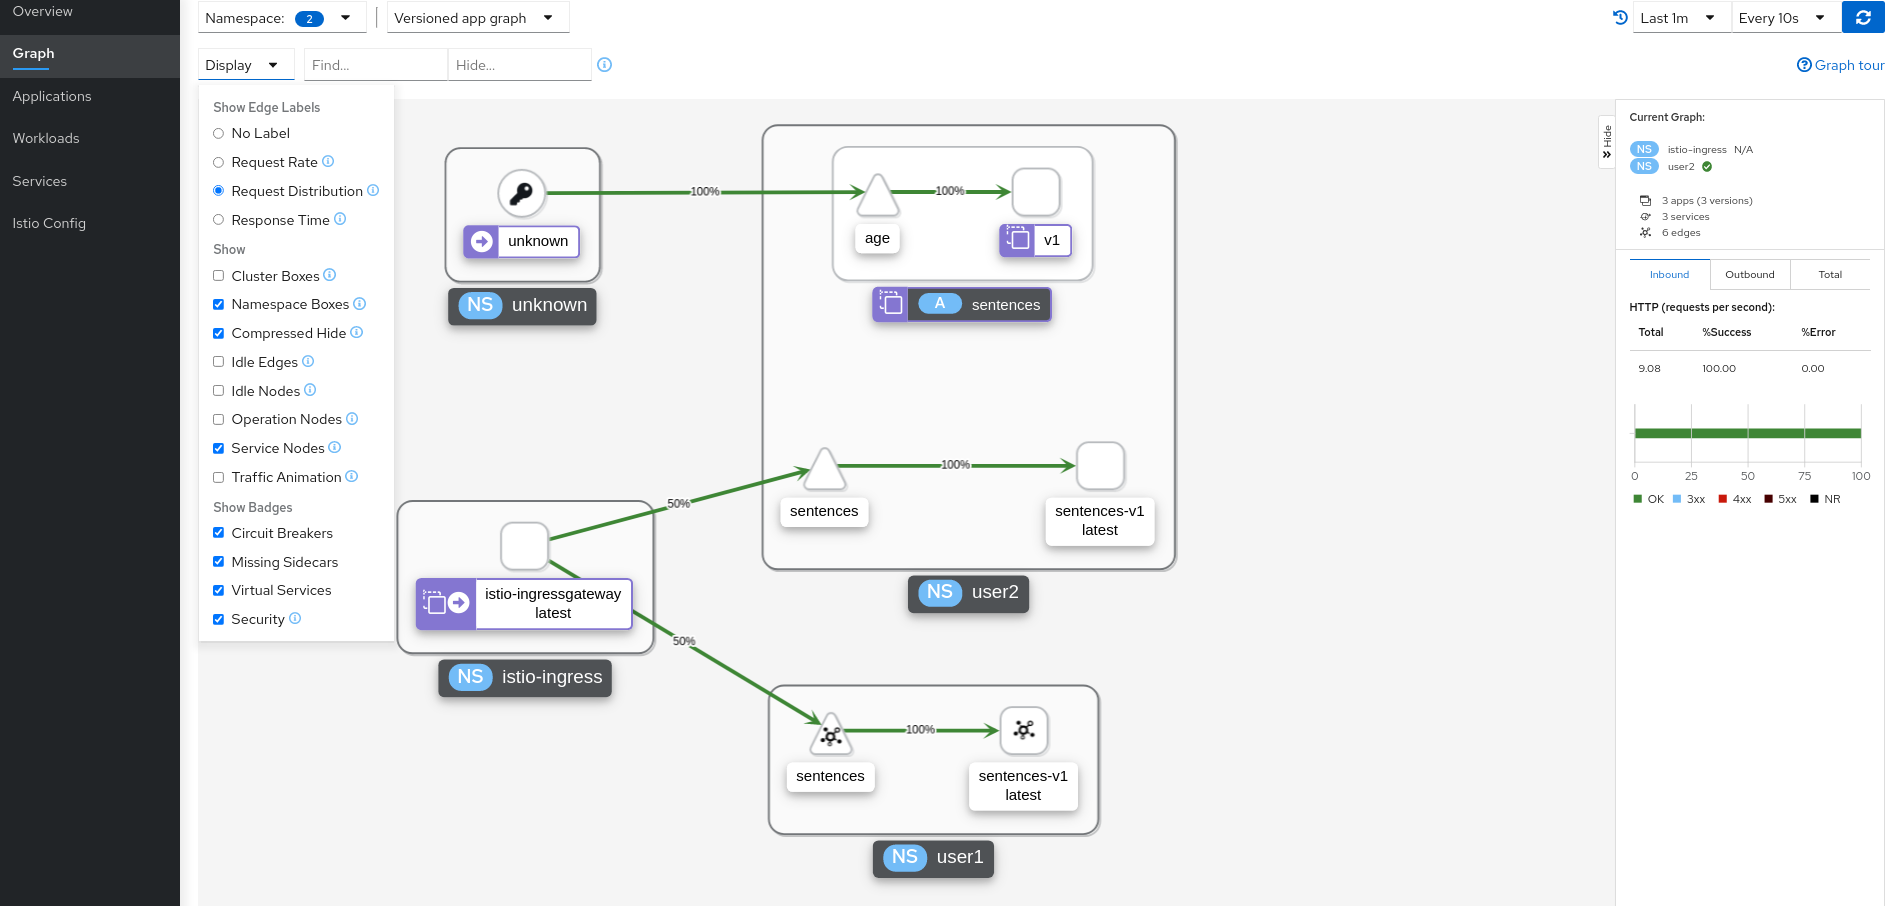 Overview
Graph
Applications
Workloads
Services
Istio Config
Namespace: 2
Versioned app graph
Last 1m
Every 10s
Display
Find...
Hide...
Graph tour
Show Edge Labels
No Label
Request Rate
Request Distribution
Response Time
Show
Cluster Boxes
Namespace Boxes
Compressed Hide
Idle Edges
Idle Nodes
Operation Nodes
Service Nodes
Traffic Animation
Show Badges
Circuit Breakers
Missing Sidecars
Virtual Services
Security
unknown
NS unknown
100%
age
100%
v1
A sentences
50%
sentences
100%
sentences-v1
latest
NS user2
istio-ingressgateway
latest
NS istio-ingress
50%
sentences
100%
sentences-v1
latest
NS user1
Hide
Current Graph:
NS istio-ingress N/A
NS user2
3 apps (3 versions)
3 services
6 edges
Inbound
Outbound
Total
HTTP (requests per second):
Total %Success %Error
9.08 100.00 0.00
0 25 50 75 100
OK 3xx 4xx 5xx NR